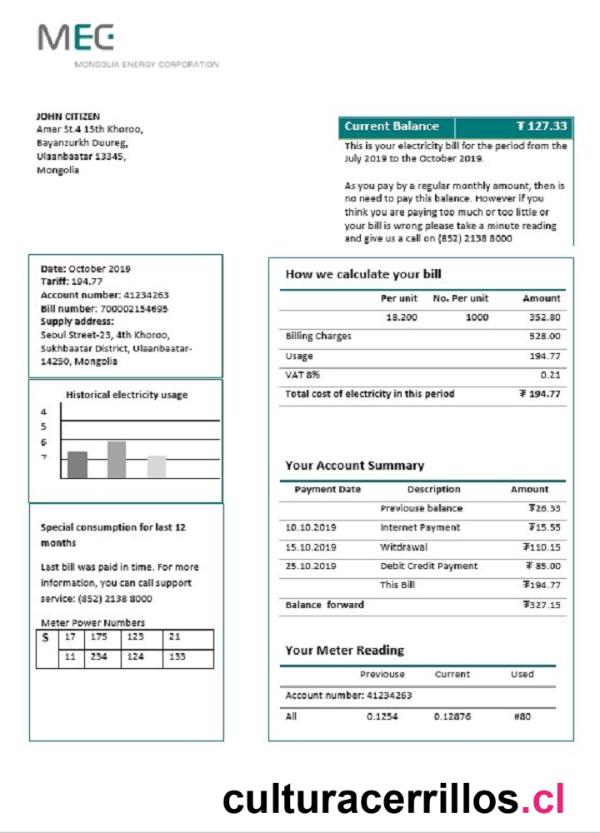 MEC
MONGOLIA ENERGY CORPORATION
JOHN CITIZEN
Amar St.4 15th Khoroo,
Bayanzurkh Duureg,
Ulaanbaatar 13345,
Mongolia
Current Balance ₮ 127.33
This is your electricity bill for the period from the
July 2019 to the October 2019.
As you pay by a regular monthly amount, then is
no need to pay this balance. However if you
think you are paying too much or too little or
your bill is wrong please take a minute reading
and give us a call on (852) 2138 8000
Date: October 2019
Tariff: 194.77
Account number: 41234263
Bill number: 700002154695
Supply address:
Seoul Street-23, 4th Khoroo,
Sukhbaatar District, Ulaanbaatar-
14250, Mongolia
Historical electricity usage
4
5
6
7
Special consumption for last 12
months
Last bill was paid in time. For more
information, you can call support
service: (852) 2138 8000
Meter Power Numbers
S 17 175 123 21
11 234 124 133
How we calculate your bill
Per unit No. Per unit Amount
18.200 1000 352.80
Billing Charges 528.00
Usage 194.77
VAT 8% 0.21
Total cost of electricity in this period ₮ 194.77
Your Account Summary
Payment Date Description Amount
Previouse balance ₮26.33
10.10.2019 Internet Payment ₮15.55
15.10.2019 Witdrawal ₮110.15
25.10.2019 Debit Credit Payment ₮ 85.00
This Bill ₮194.77
Balance forward ₮327.15
Your Meter Reading
Previouse Current Used
Account number: 41234263
All 0.1254 0.12876 #80
culturacerrillos.cl